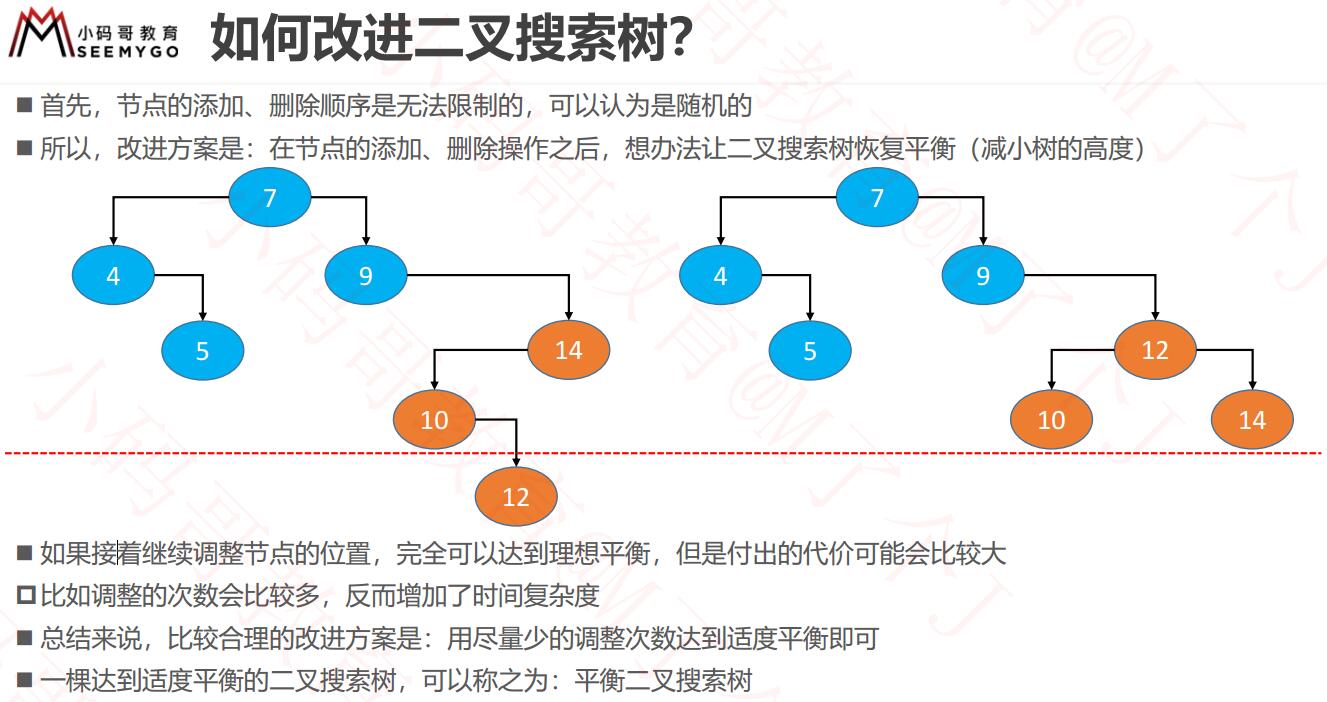 小码哥教育
SEEMYGO
如何改进二叉搜索树？
■ 首先，节点的添加、删除顺序是无法限制的，可以认为是随机的
■ 所以，改进方案是：在节点的添加、删除操作之后，想办法让二叉搜索树恢复平衡（减小树的高度）
7 7
4 9 4 9
5 14 5 12
10 10 14
12
■ 如果接着继续调整节点的位置，完全可以达到理想平衡，但是付出的代价可能会比较大
比如调整的次数会比较多，反而增加了时间复杂度
■ 总结来说，比较合理的改进方案是：用尽量少的调整次数达到适度平衡即可
■ 一棵达到适度平衡的二叉搜索树，可以称之为：平衡二叉搜索树
小码哥教育@M了个J